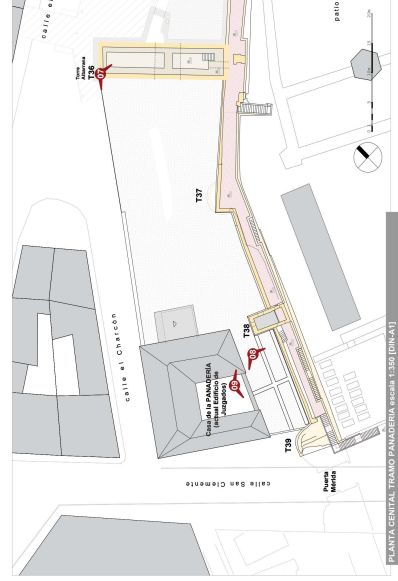 calle e
patio
Torre
Albarrana
T36
07
T37
calle el Charcón
T38
08
09
Casa de la PANADERÍA
(actual Edificio de
Juzgados)
T39
calle San Clemente
Puerta
Mérida
PLANTA CENITAL TRAMO PANADERÍA escala 1:350 [DIN-A1]